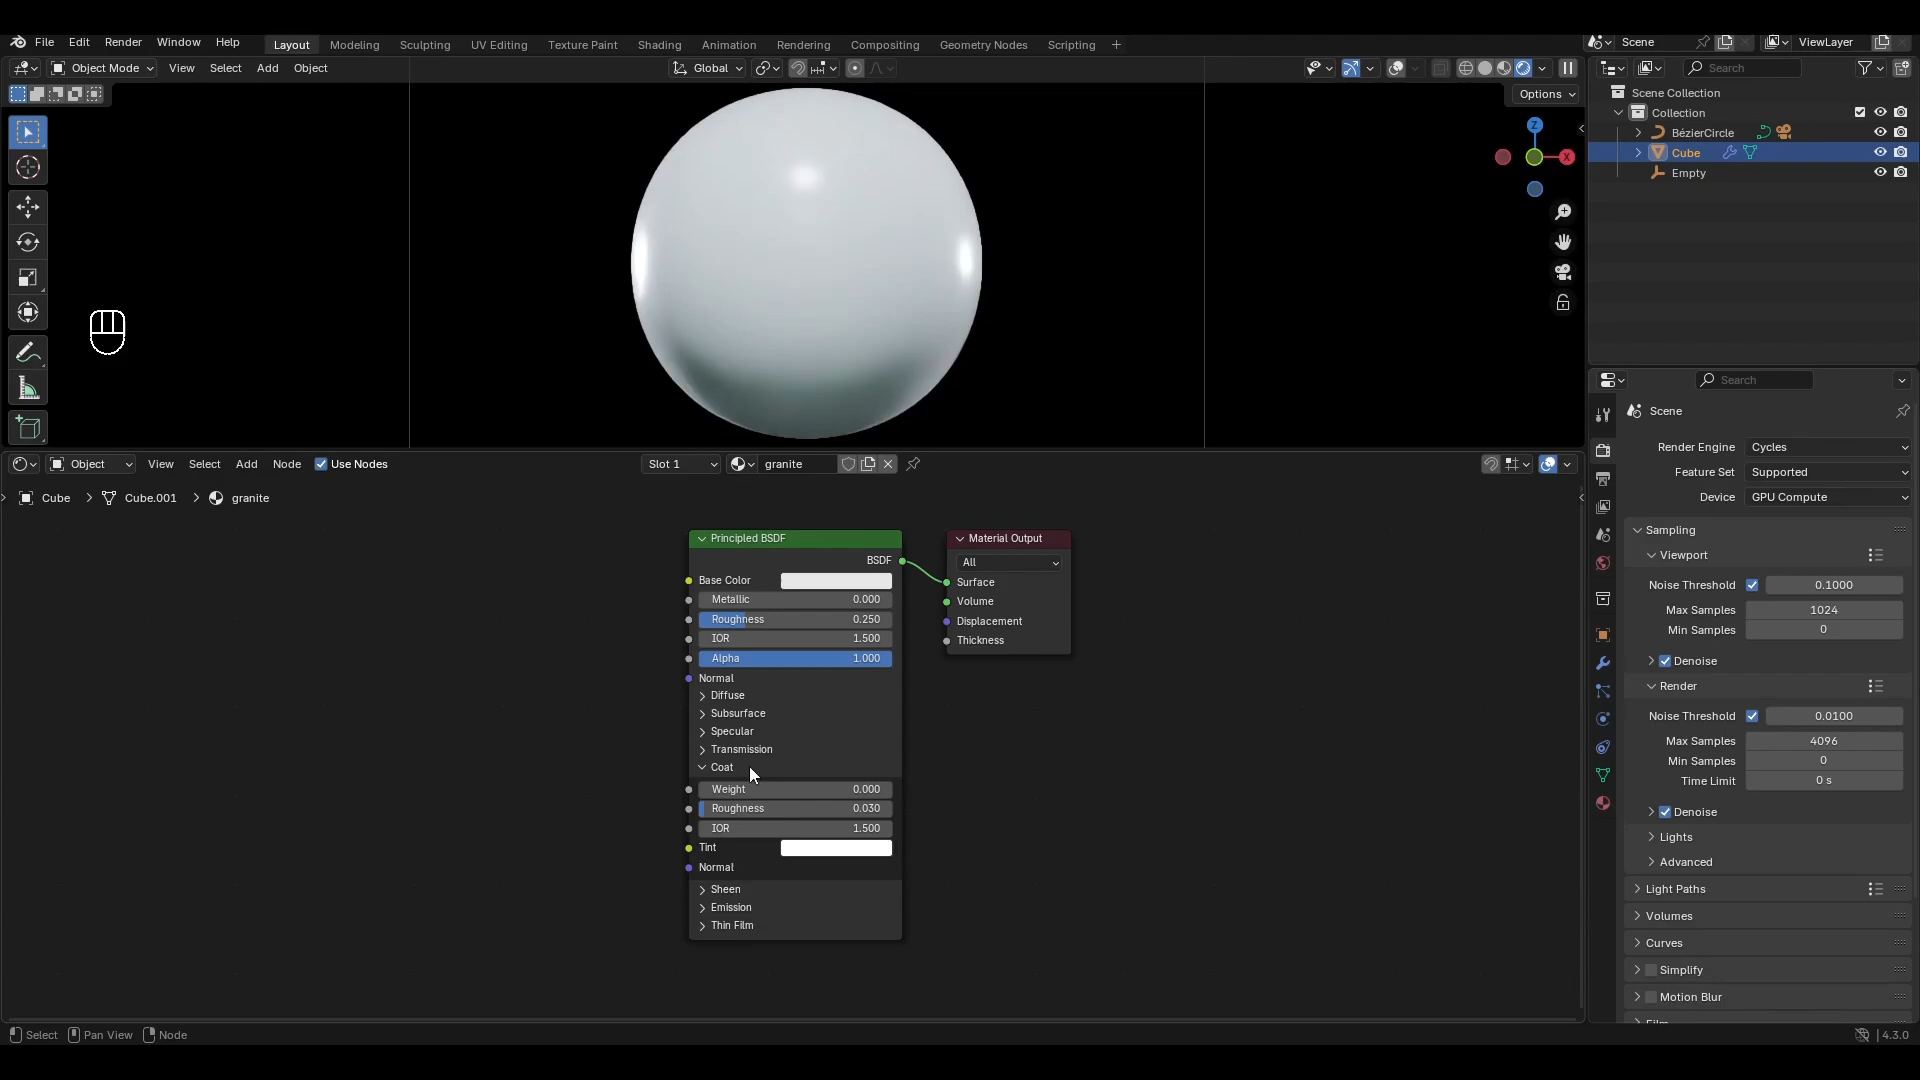 File Edit Render Window Help Layout Modeling Sculpting UV Editing Texture Paint Shading Animation Rendering Compositing Geometry Nodes Scripting + Scene ViewLayer
Object Mode View Select Add Object Global Search
Options
Scene Collection
Collection
BézierCircle
Cube
Empty
Z
X
Search
Scene
Render Engine Cycles
Feature Set Supported
Device GPU Compute
Sampling
Viewport
Noise Threshold 0.1000
Max Samples 1024
Min Samples 0
Denoise
Render
Noise Threshold 0.0100
Max Samples 4096
Min Samples 0
Time Limit 0 s
Denoise
Lights
Advanced
Light Paths
Volumes
Curves
Simplify
Motion Blur
Film
Object View Select Add Node Use Nodes Slot 1 granite
Cube > Cube.001 > granite
Principled BSDF
BSDF
Base Color
Metallic 0.000
Roughness 0.250
IOR 1.500
Alpha 1.000
Normal
Diffuse
Subsurface
Specular
Transmission
Coat
Weight 0.000
Roughness 0.030
IOR 1.500
Tint
Normal
Sheen
Emission
Thin Film
Material Output
All
Surface
Volume
Displacement
Thickness
Select Pan View Node 4.3.0